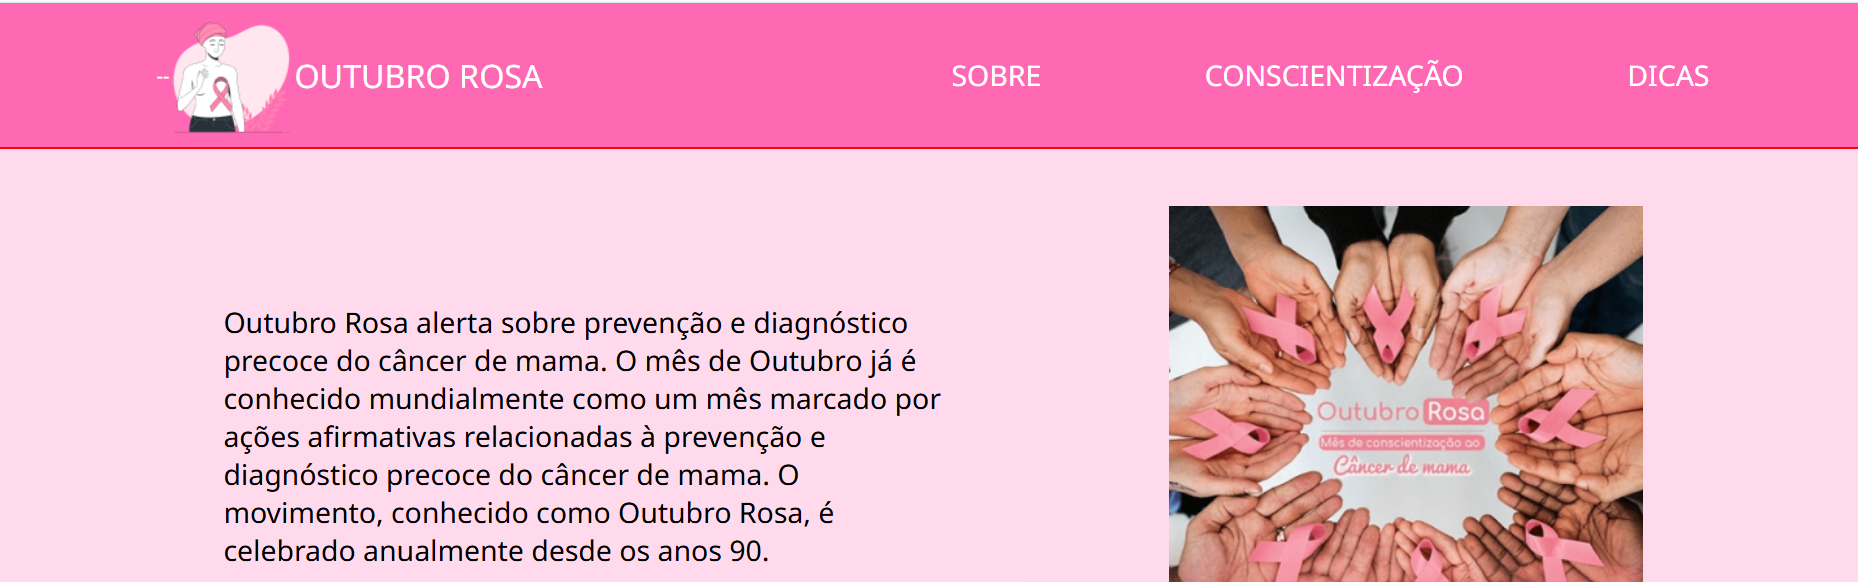 --
OUTUBRO ROSA
SOBRE
CONSCIENTIZAÇÃO
DICAS
Outubro Rosa alerta sobre prevenção e diagnóstico
precoce do câncer de mama. O mês de Outubro já é
conhecido mundialmente como um mês marcado por
ações afirmativas relacionadas à prevenção e
diagnóstico precoce do câncer de mama. O
movimento, conhecido como Outubro Rosa, é
celebrado anualmente desde os anos 90.
Outubro Rosa
Mês de conscientização ao
Câncer de mama